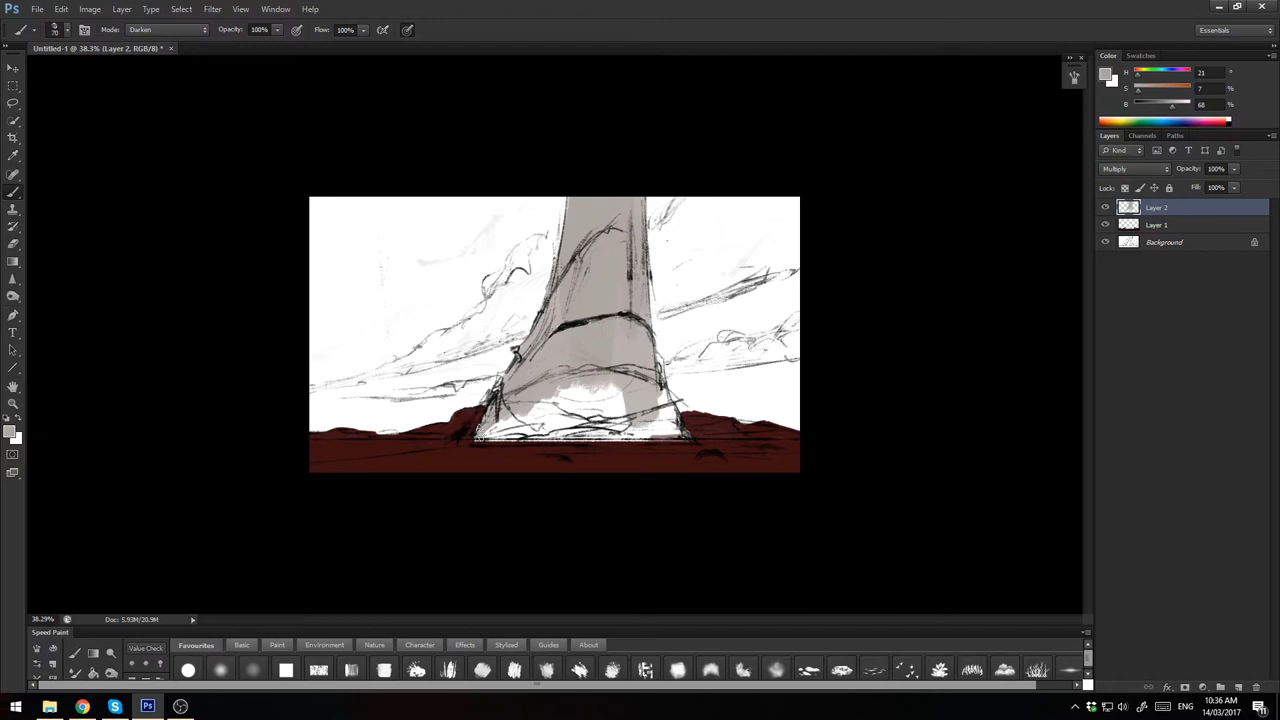 Ps File Edit Image Layer Type Select Filter View Window Help
70 Mode: Darken Opacity: 100% Flow: 100% Essentials
Untitled-1 @ 38.3% (Layer 2, RGB/8) * ×
Color Swatches
H 21 °
S 7 %
B 68 %
Layers Channels Paths
Kind
Multiply Opacity: 100%
Lock: Fill: 100%
Layer 2
Layer 1
Background
38.29% Doc: 5.93M/20.9M
Speed Paint
Value Check Favourites Basic Paint Environment Nature Character Effects Stylised Guides About
Ps ENG 10:36 AM
14/03/2017